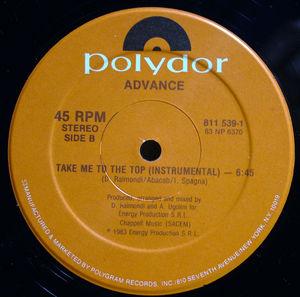 polydor
ADVANCE
45 RPM
STEREO
SIDE B
811 539-1
63 NP 6370
TAKE ME TO THE TOP (INSTRUMENTAL) — 6:45
(D. Raimondi/Abacab/I. Spagna)
Produced, arranged and mixed by
D. Raimondi and A. Ugolini for
Energy Production S.R.L.
Chappell Music (SACEM)
℗ 1983 Energy Production S.R.L.
MANUFACTURED & MARKETED BY POLYGRAM RECORDS, INC./810 SEVENTH AVENUE/NEW YORK, N.Y. 10019